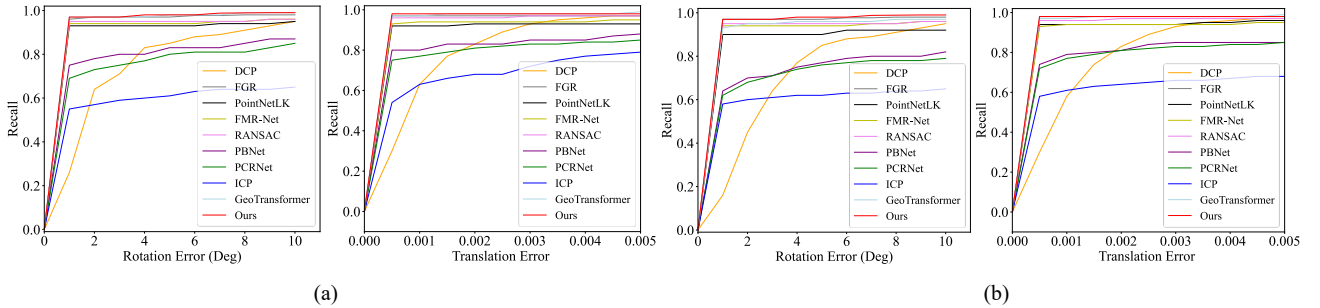 1.0
0.8
0.6
0.4
0.2
0.0
Recall
0 2 4 6 8 10
Rotation Error (Deg)
DCP
FGR
PointNetLK
FMR-Net
RANSAC
PBNet
PCRNet
ICP
GeoTransformer
Ours
1.0
0.8
0.6
0.4
0.2
0.0
Recall
0.000 0.001 0.002 0.003 0.004 0.005
Translation Error
DCP
FGR
PointNetLK
FMR-Net
RANSAC
PBNet
PCRNet
ICP
GeoTransformer
Ours
(a)
1.0
0.8
0.6
0.4
0.2
0.0
Recall
0 2 4 6 8 10
Rotation Error (Deg)
DCP
FGR
PointNetLK
FMR-Net
RANSAC
PBNet
PCRNet
ICP
GeoTransformer
Ours
1.0
0.8
0.6
0.4
0.2
0.0
Recall
0.000 0.001 0.002 0.003 0.004 0.005
Translation Error
DCP
FGR
PointNetLK
FMR-Net
RANSAC
PBNet
PCRNet
ICP
GeoTransformer
Ours
(b)